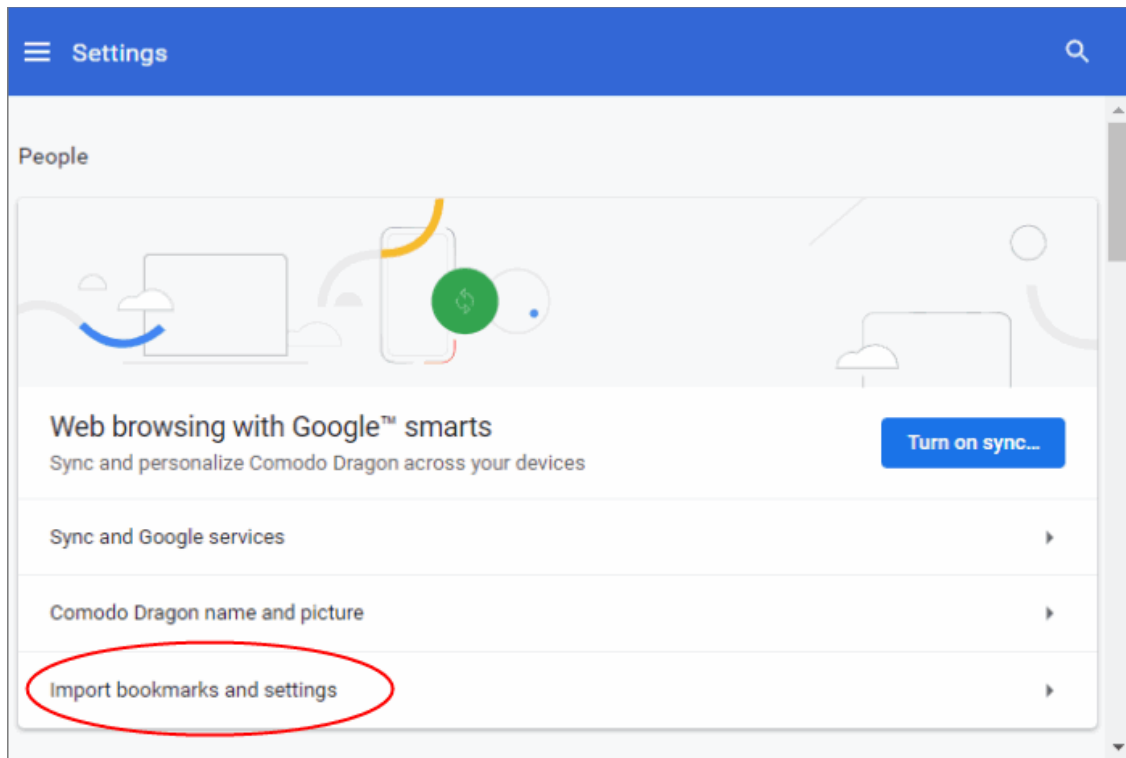 Settings
People
Web browsing with Google™ smarts
Sync and personalize Comodo Dragon across your devices
Turn on sync...
Sync and Google services
Comodo Dragon name and picture
Import bookmarks and settings